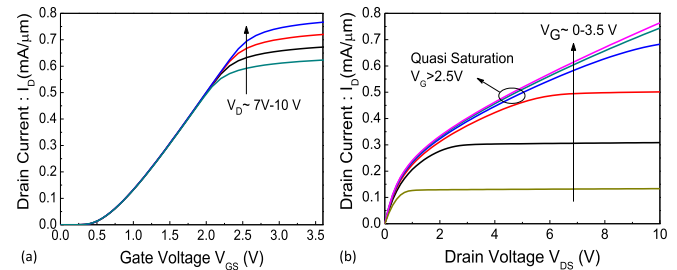 0.8
0.7
0.6
0.5
0.4
0.3
0.2
0.1
0.0
Drain Current : I_D(mA/μm)
V_D~ 7V-10 V
0.0 0.5 1.0 1.5 2.0 2.5 3.0 3.5
(a) Gate Voltage V_GS (V)
0.8
0.7
0.6
0.5
0.4
0.3
0.2
0.1
0.0
Drain Current : I_D(mA/μm)
V_G~ 0-3.5 V
Quasi Saturation
V_G>2.5V
0 2 4 6 8 10
(b) Drain Voltage V_DS (V)